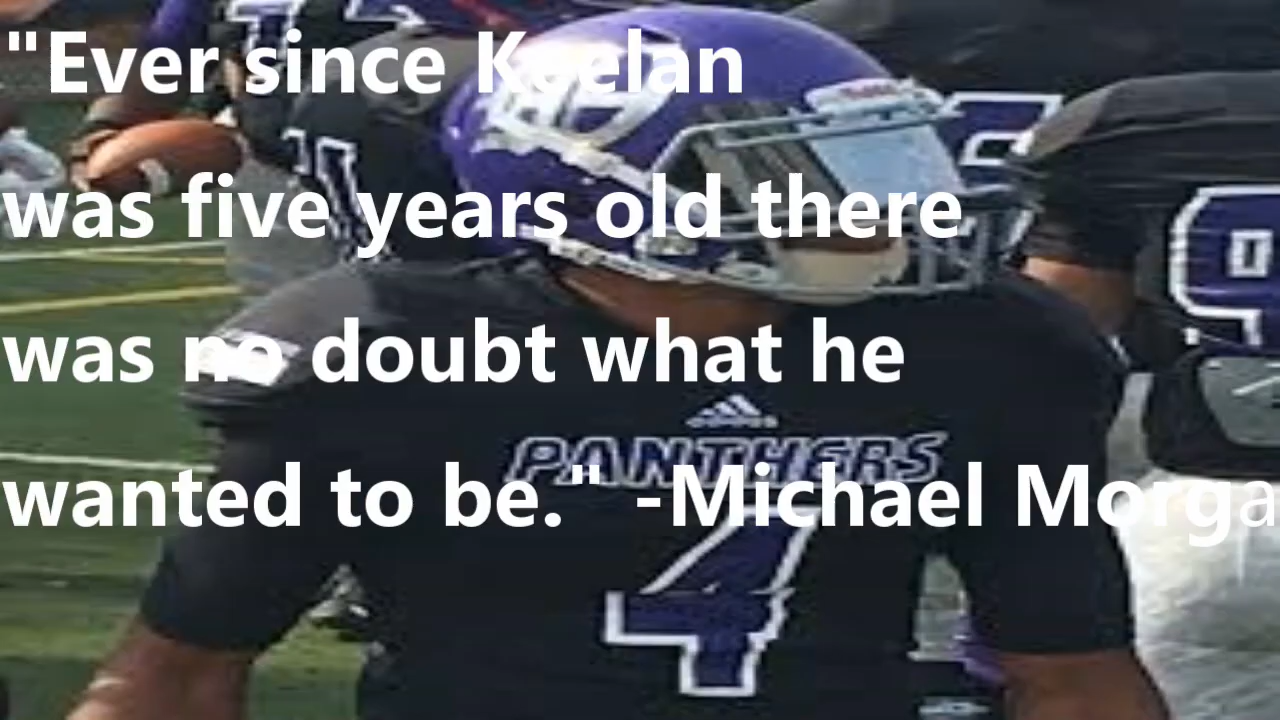 "Ever since Keelan
was five years old there
was no doubt what he
wanted to be." -Michael Morga
PANTHERS
4
9